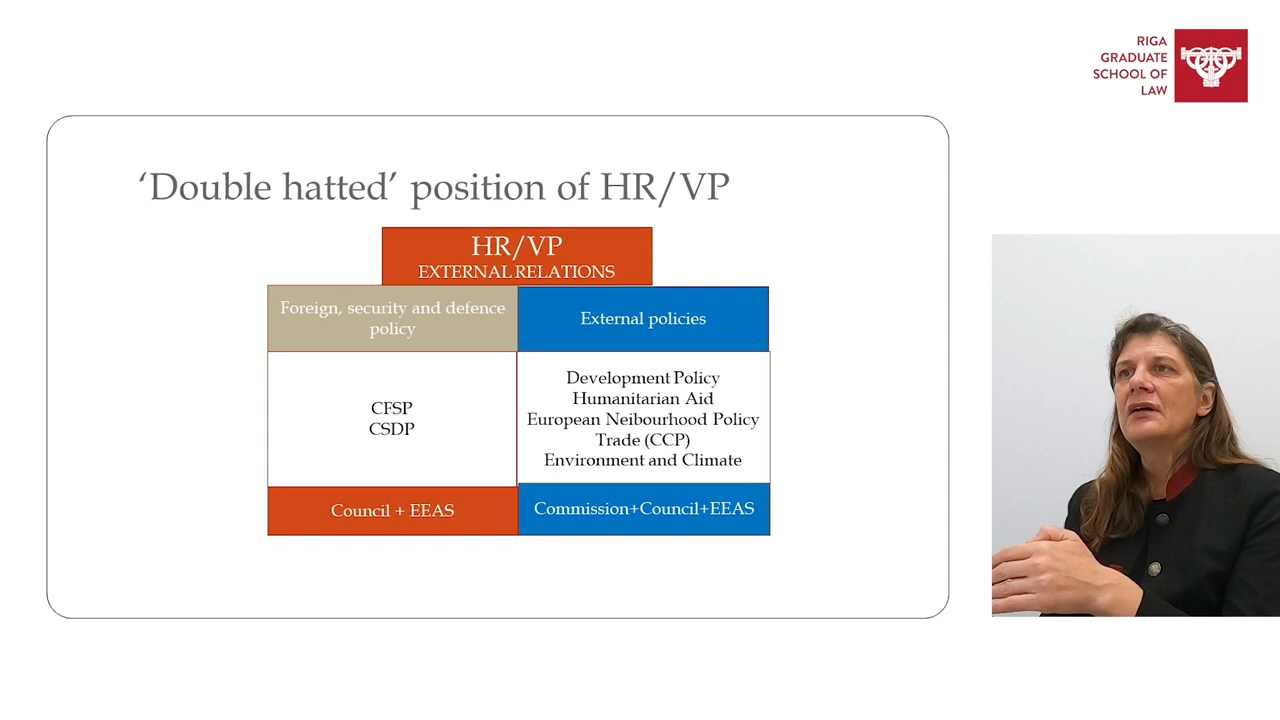 RIGA
GRADUATE
SCHOOL OF
LAW
‘Double hatted’ position of HR/VP
HR/VP
EXTERNAL RELATIONS
Foreign, security and defence
policy
External policies
CFSP
CSDP
Development Policy
Humanitarian Aid
European Neibourhood Policy
Trade (CCP)
Environment and Climate
Council + EEAS
Commission+Council+EEAS